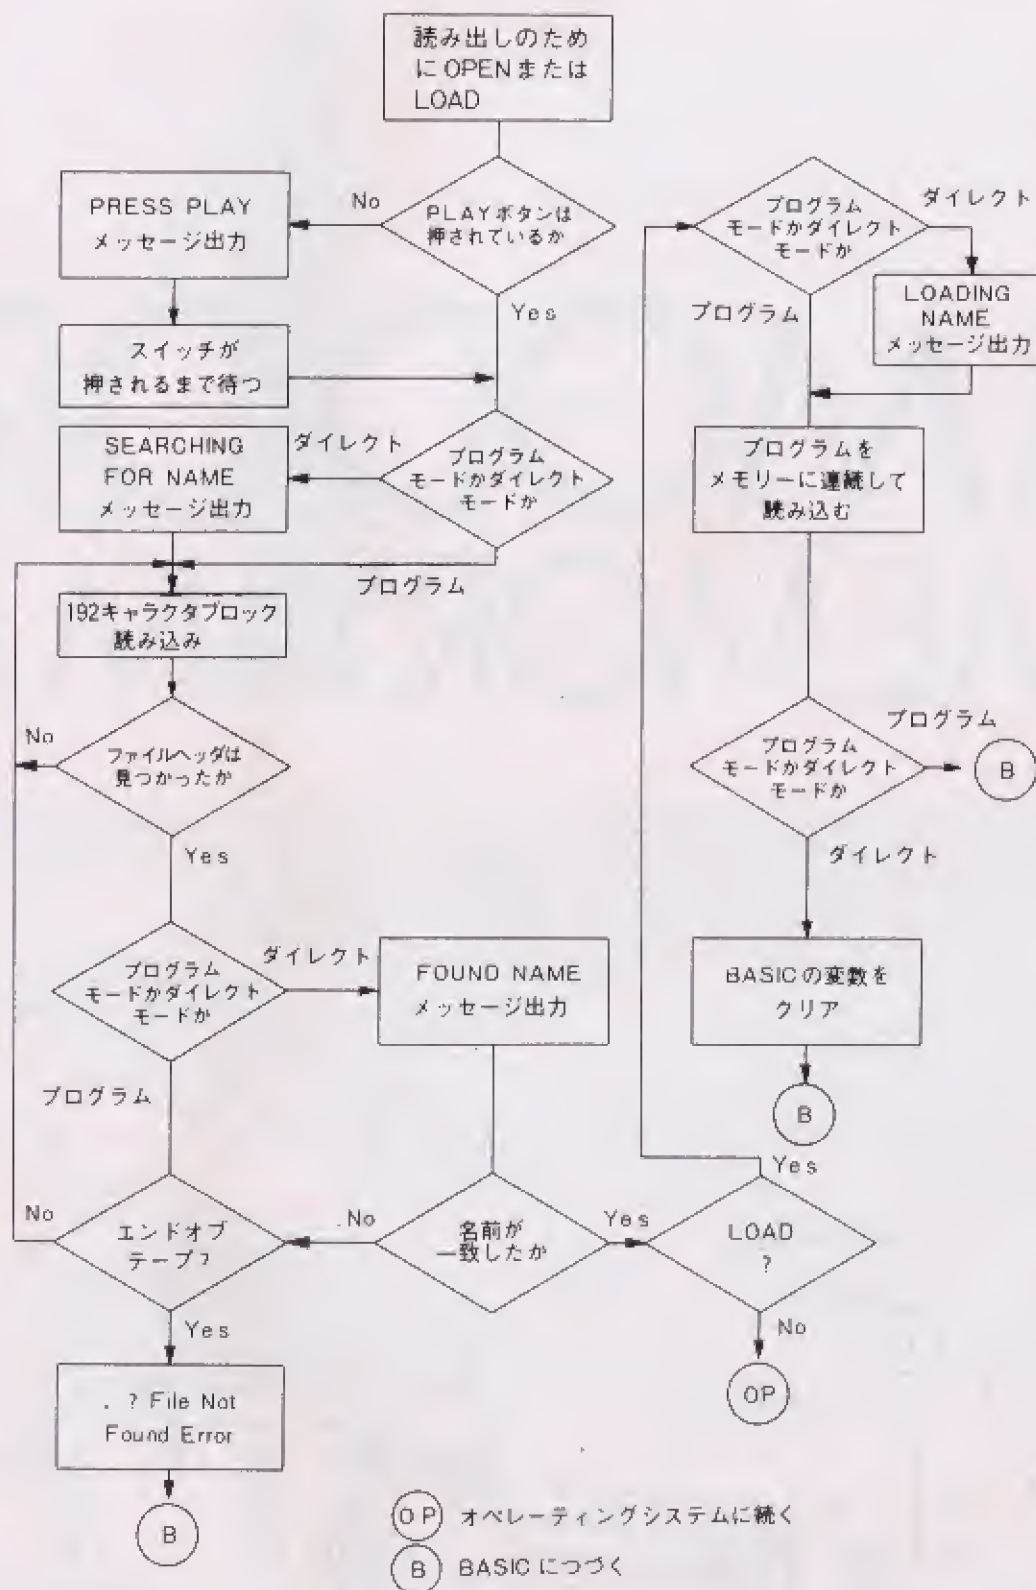 読み出しのため
にOPENまたは
LOAD
PLAYボタンは
押されているか
No
Yes
PRESS PLAY
メッセージ出力
スイッチが
押されるまで待つ
プログラム
モードかダイレクト
モードか
ダイレクト
プログラム
SEARCHING
FOR NAME
メッセージ出力
192キャラクタブロック
読み込み
ファイルヘッダは
見つかったか
No
Yes
プログラム
モードかダイレクト
モードか
ダイレクト
プログラム
FOUND NAME
メッセージ出力
エンドオブ
テープ?
No
Yes
. ? File Not
Found Error
B
名前が
一致したか
No
Yes
LOAD
?
Yes
No
OP
プログラム
モードかダイレクト
モードか
ダイレクト
プログラム
LOADING
NAME
メッセージ出力
プログラムを
メモリーに連続して
読み込む
プログラム
モードかダイレクト
モードか
プログラム
B
ダイレクト
BASICの変数を
クリア
B
OP オペレーティングシステムに続く
B BASICにつづく